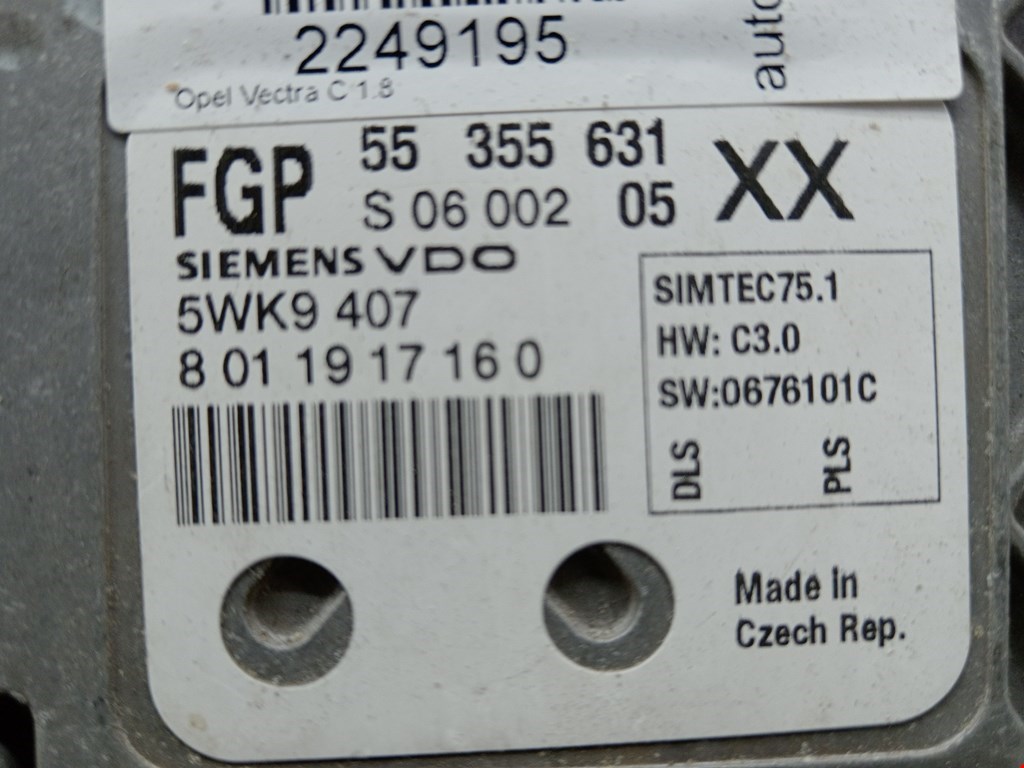 2249195
auto
Opel Vectra C 1.8
FGP 55 355 631 XX
S 06 002 05
SIEMENS VDO
5WK9 407
8 01 19 17 16 0
SIMTEC75.1
HW: C3.0
SW:0676101C
DLS PLS
Made in
Czech Rep.